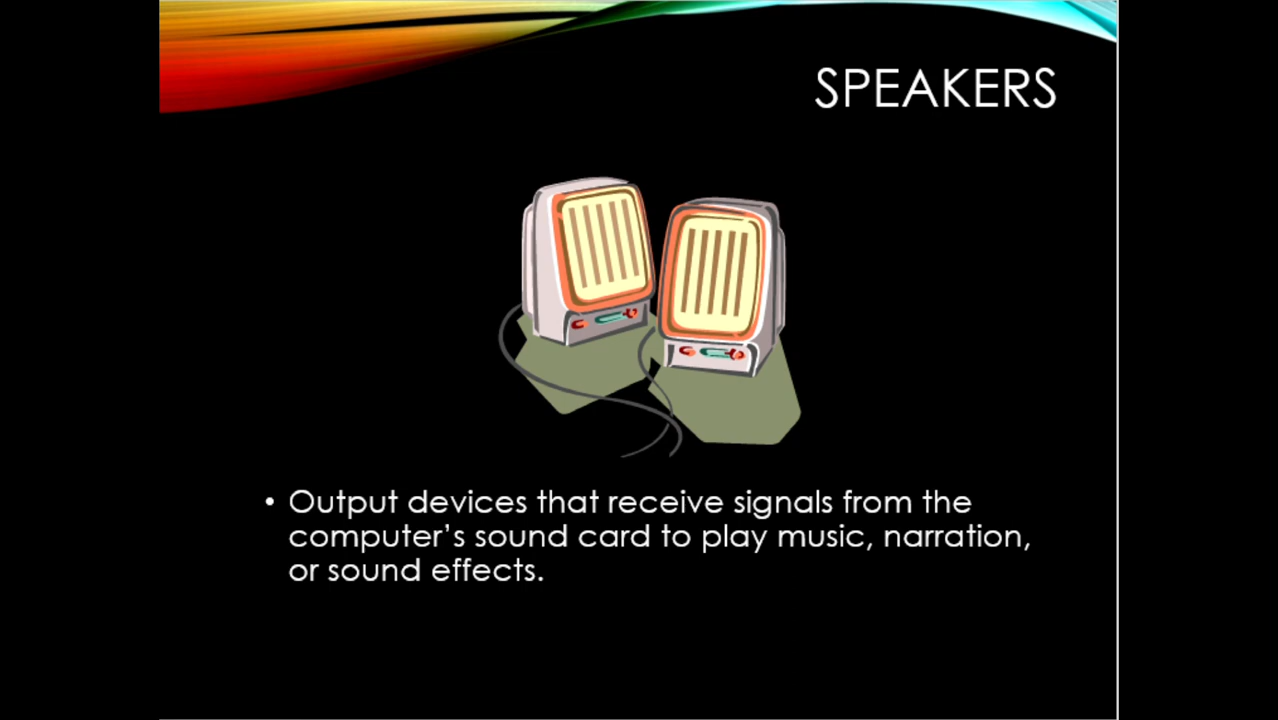 SPEAKERS
• Output devices that receive signals from the
computer’s sound card to play music, narration,
or sound effects.